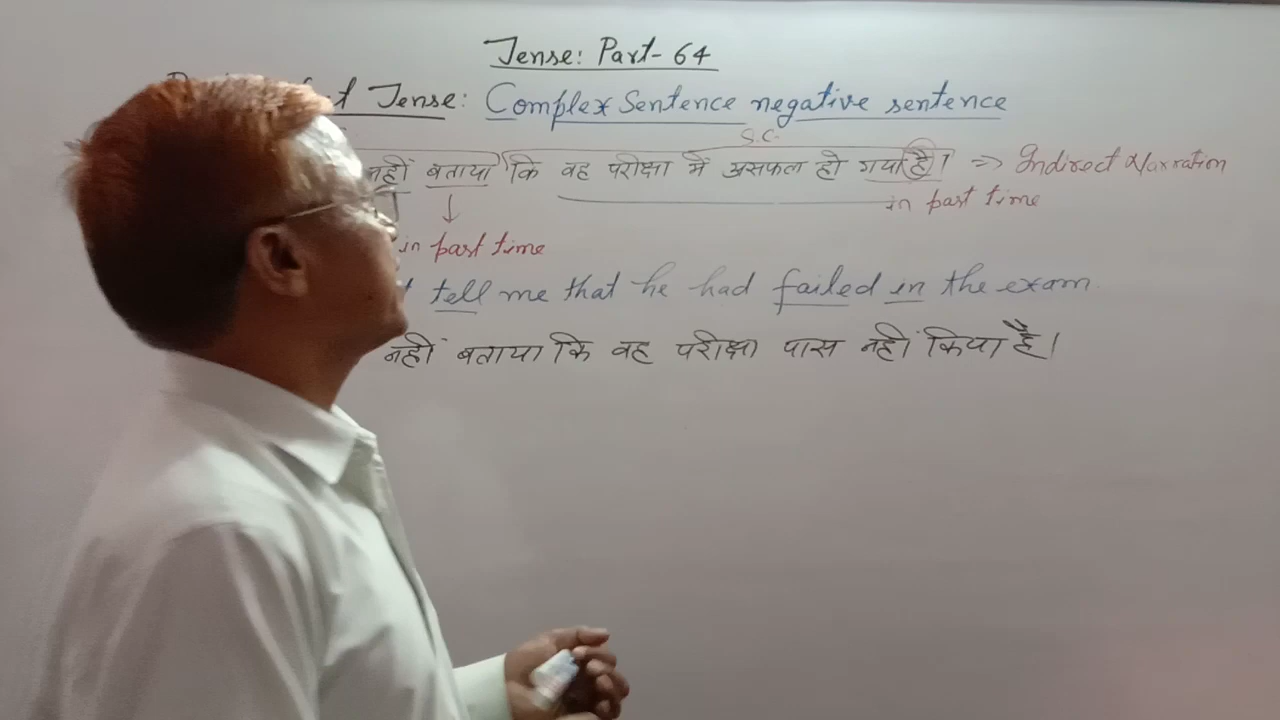 Tense: Part-64
Tense: Complex Sentence negative sentence
S.C.
नहीं बताया कि वह परीक्षा में असफल हो गया है। => Indirect Narration
in past time
in past time
tell me that he had failed in the exam.
नहीं बताया कि वह परीक्षा पास नहीं किया है।